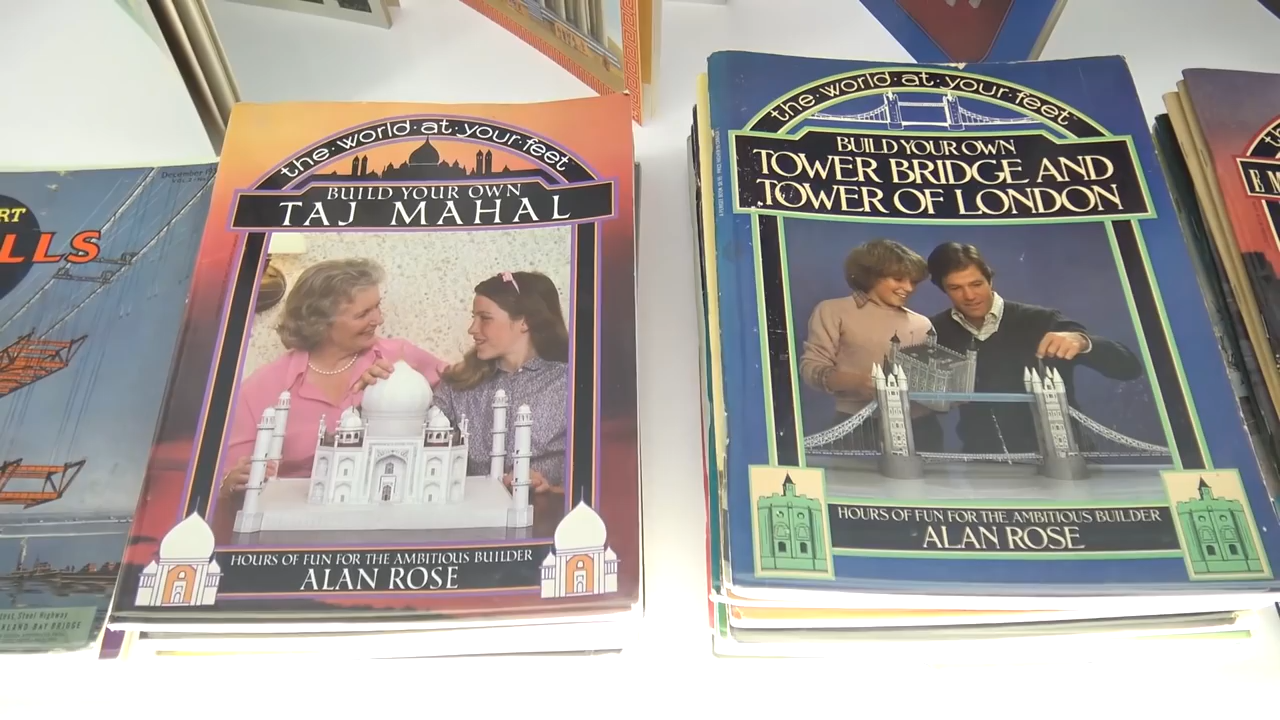 December
RT
LLS
the·world·at·your·feet
BUILD YOUR OWN
TAJ MAHAL
HOURS OF FUN FOR THE AMBITIOUS BUILDER
ALAN ROSE
the·world·at·your·feet
BUILD YOUR OWN
TOWER BRIDGE AND
TOWER OF LONDON
HOURS OF FUN FOR THE AMBITIOUS BUILDER
ALAN ROSE